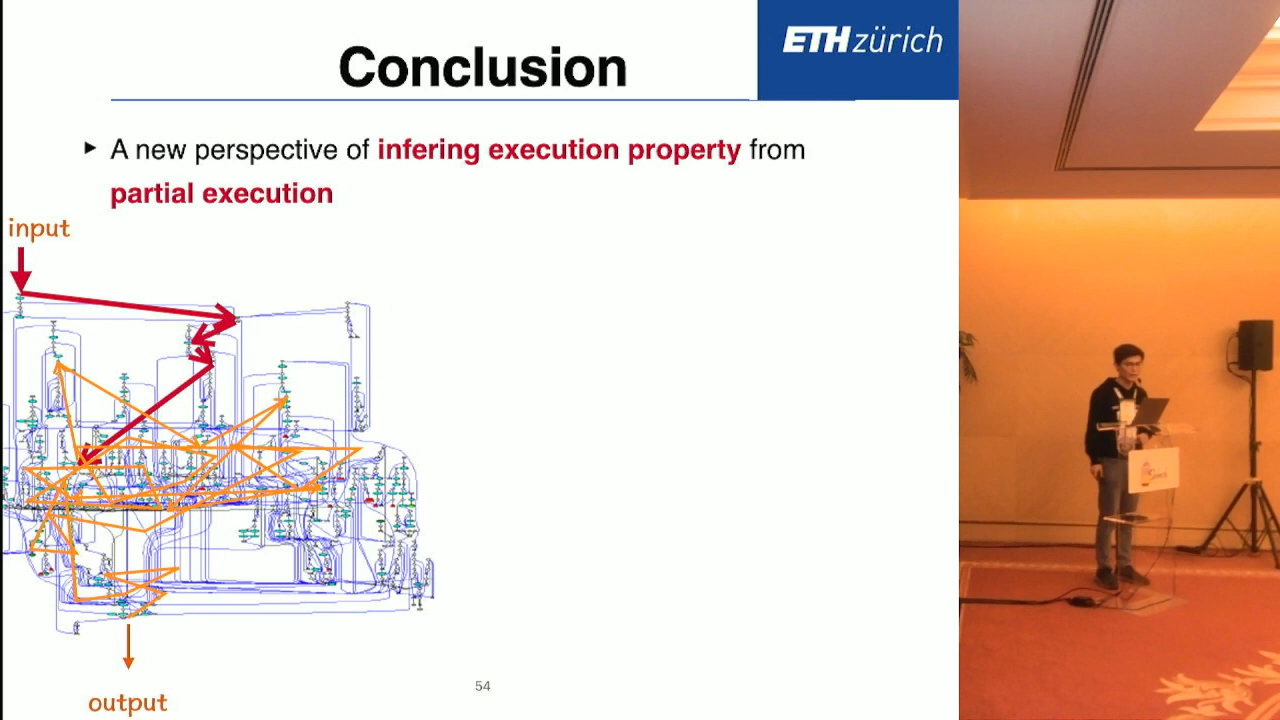 Conclusion
ETH zürich
▸ A new perspective of infering execution property from
partial execution
input
output
54